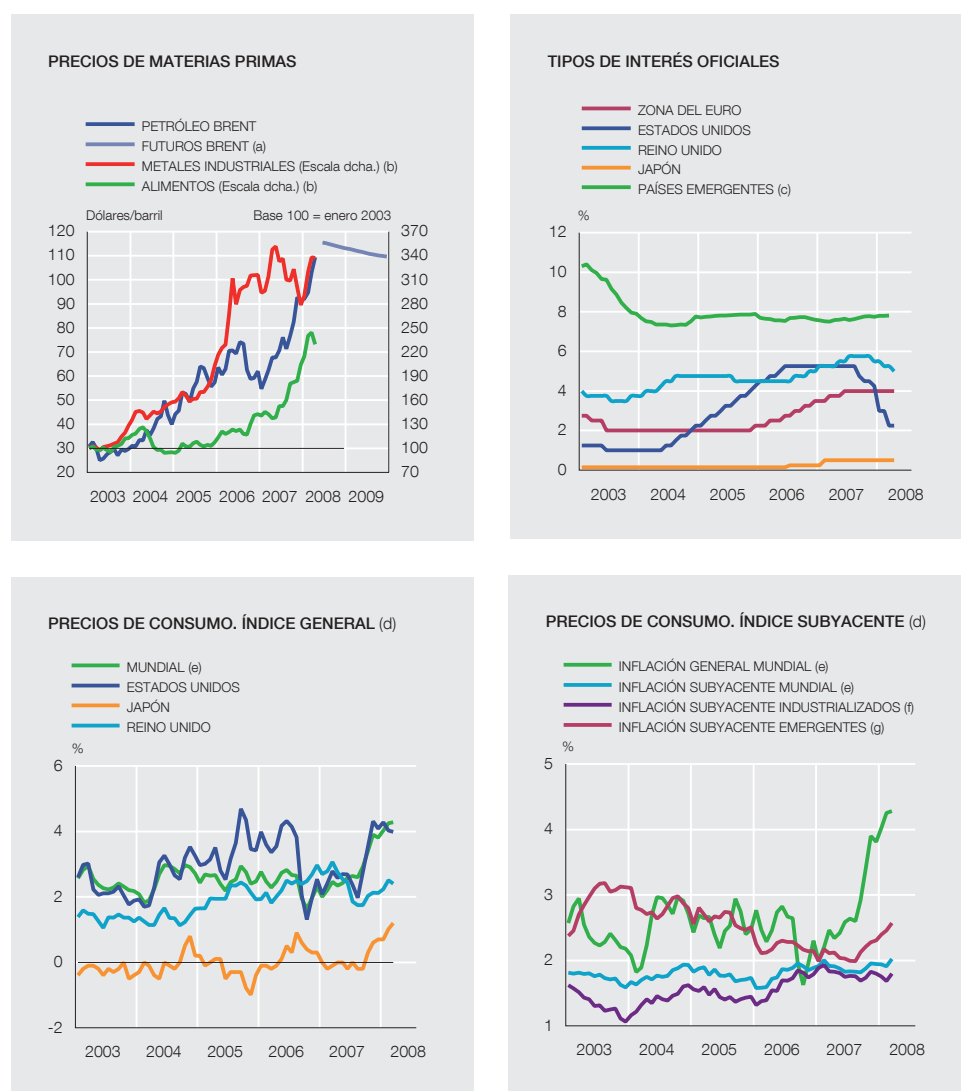 PRECIOS DE MATERIAS PRIMAS
PETRÓLEO BRENT
FUTUROS BRENT (a)
METALES INDUSTRIALES (Escala dcha.) (b)
ALIMENTOS (Escala dcha.) (b)
Dólares/barril Base 100 = enero 2003
120 370
110 340
100 310
90 280
80 250
70 220
60 190
50 160
40 130
30 100
20 70
2003 2004 2005 2006 2007 2008 2009
TIPOS DE INTERÉS OFICIALES
ZONA DEL EURO
ESTADOS UNIDOS
REINO UNIDO
JAPÓN
PAÍSES EMERGENTES (c)
%
12
10
8
6
4
2
0
2003 2004 2005 2006 2007 2008
PRECIOS DE CONSUMO. ÍNDICE GENERAL (d)
MUNDIAL (e)
ESTADOS UNIDOS
JAPÓN
REINO UNIDO
%
6
4
2
0
-2
2003 2004 2005 2006 2007 2008
PRECIOS DE CONSUMO. ÍNDICE SUBYACENTE (d)
INFLACIÓN GENERAL MUNDIAL (e)
INFLACIÓN SUBYACENTE MUNDIAL (e)
INFLACIÓN SUBYACENTE INDUSTRIALIZADOS (f)
INFLACIÓN SUBYACENTE EMERGENTES (g)
%
5
4
3
2
1
2003 2004 2005 2006 2007 2008